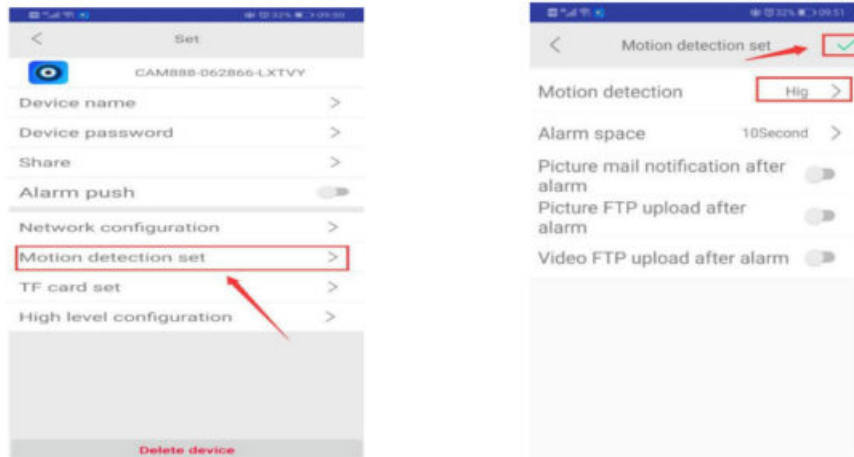 Set
CAM888-062866-LXTVY
Device name
Device password
Share
Alarm push
Network configuration
Motion detection set
TF card set
High level configuration
Delete device
09:51
Motion detection set
Motion detection Hig
Alarm space 10Second
Picture mail notification after
alarm
Picture FTP upload after
alarm
Video FTP upload after alarm